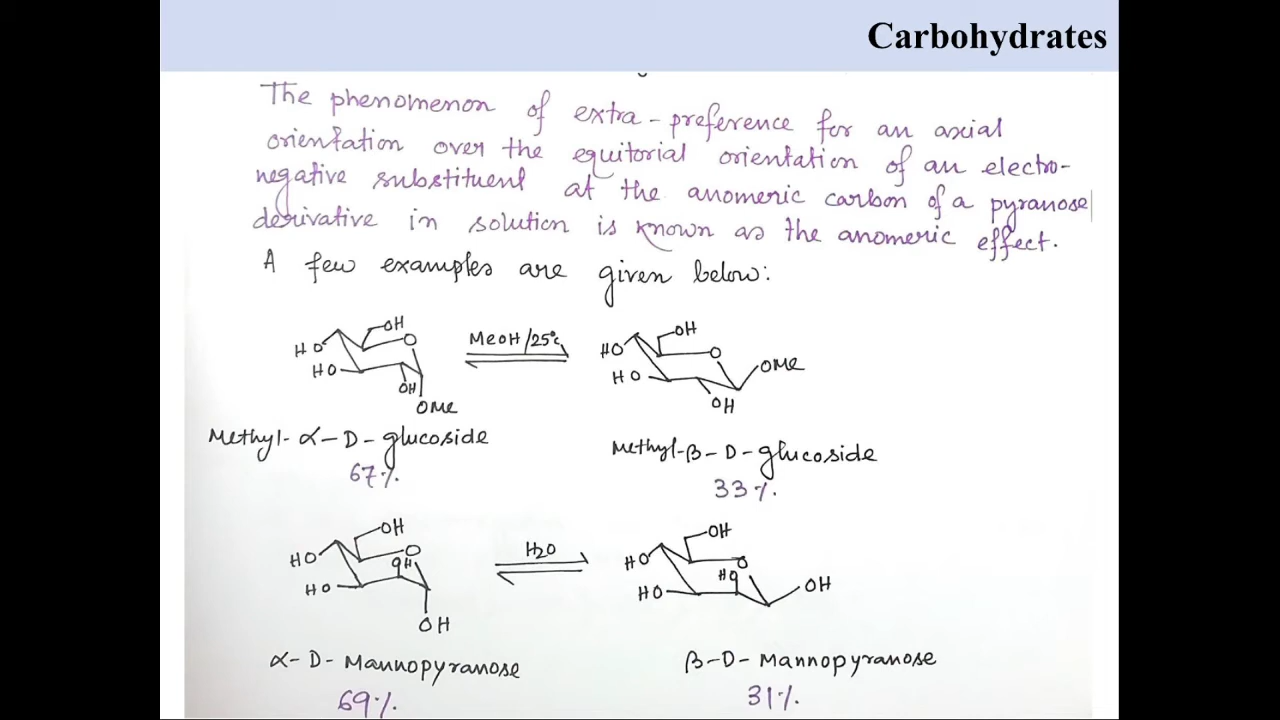 Carbohydrates
The phenomenon of extra-preference for an axial
orientation over the equitorial orientation of an electro-
negative substituent at the anomeric carbon of a pyranose
derivative in solution is known as the anomeric effect.
A few examples are given below:
OH
HO
O
HO
OH
OMe
MeOH/25°C
OH
HO
O
HO
OMe
OH
Methyl-α-D-glucoside
67%.
Methyl-β-D-glucoside
33%.
OH
HO
O
OH
HO
OH
H2O
OH
HO
O
HO
HO
OH
α-D-Mannopyranose
69%.
β-D-Mannopyranose
31%.